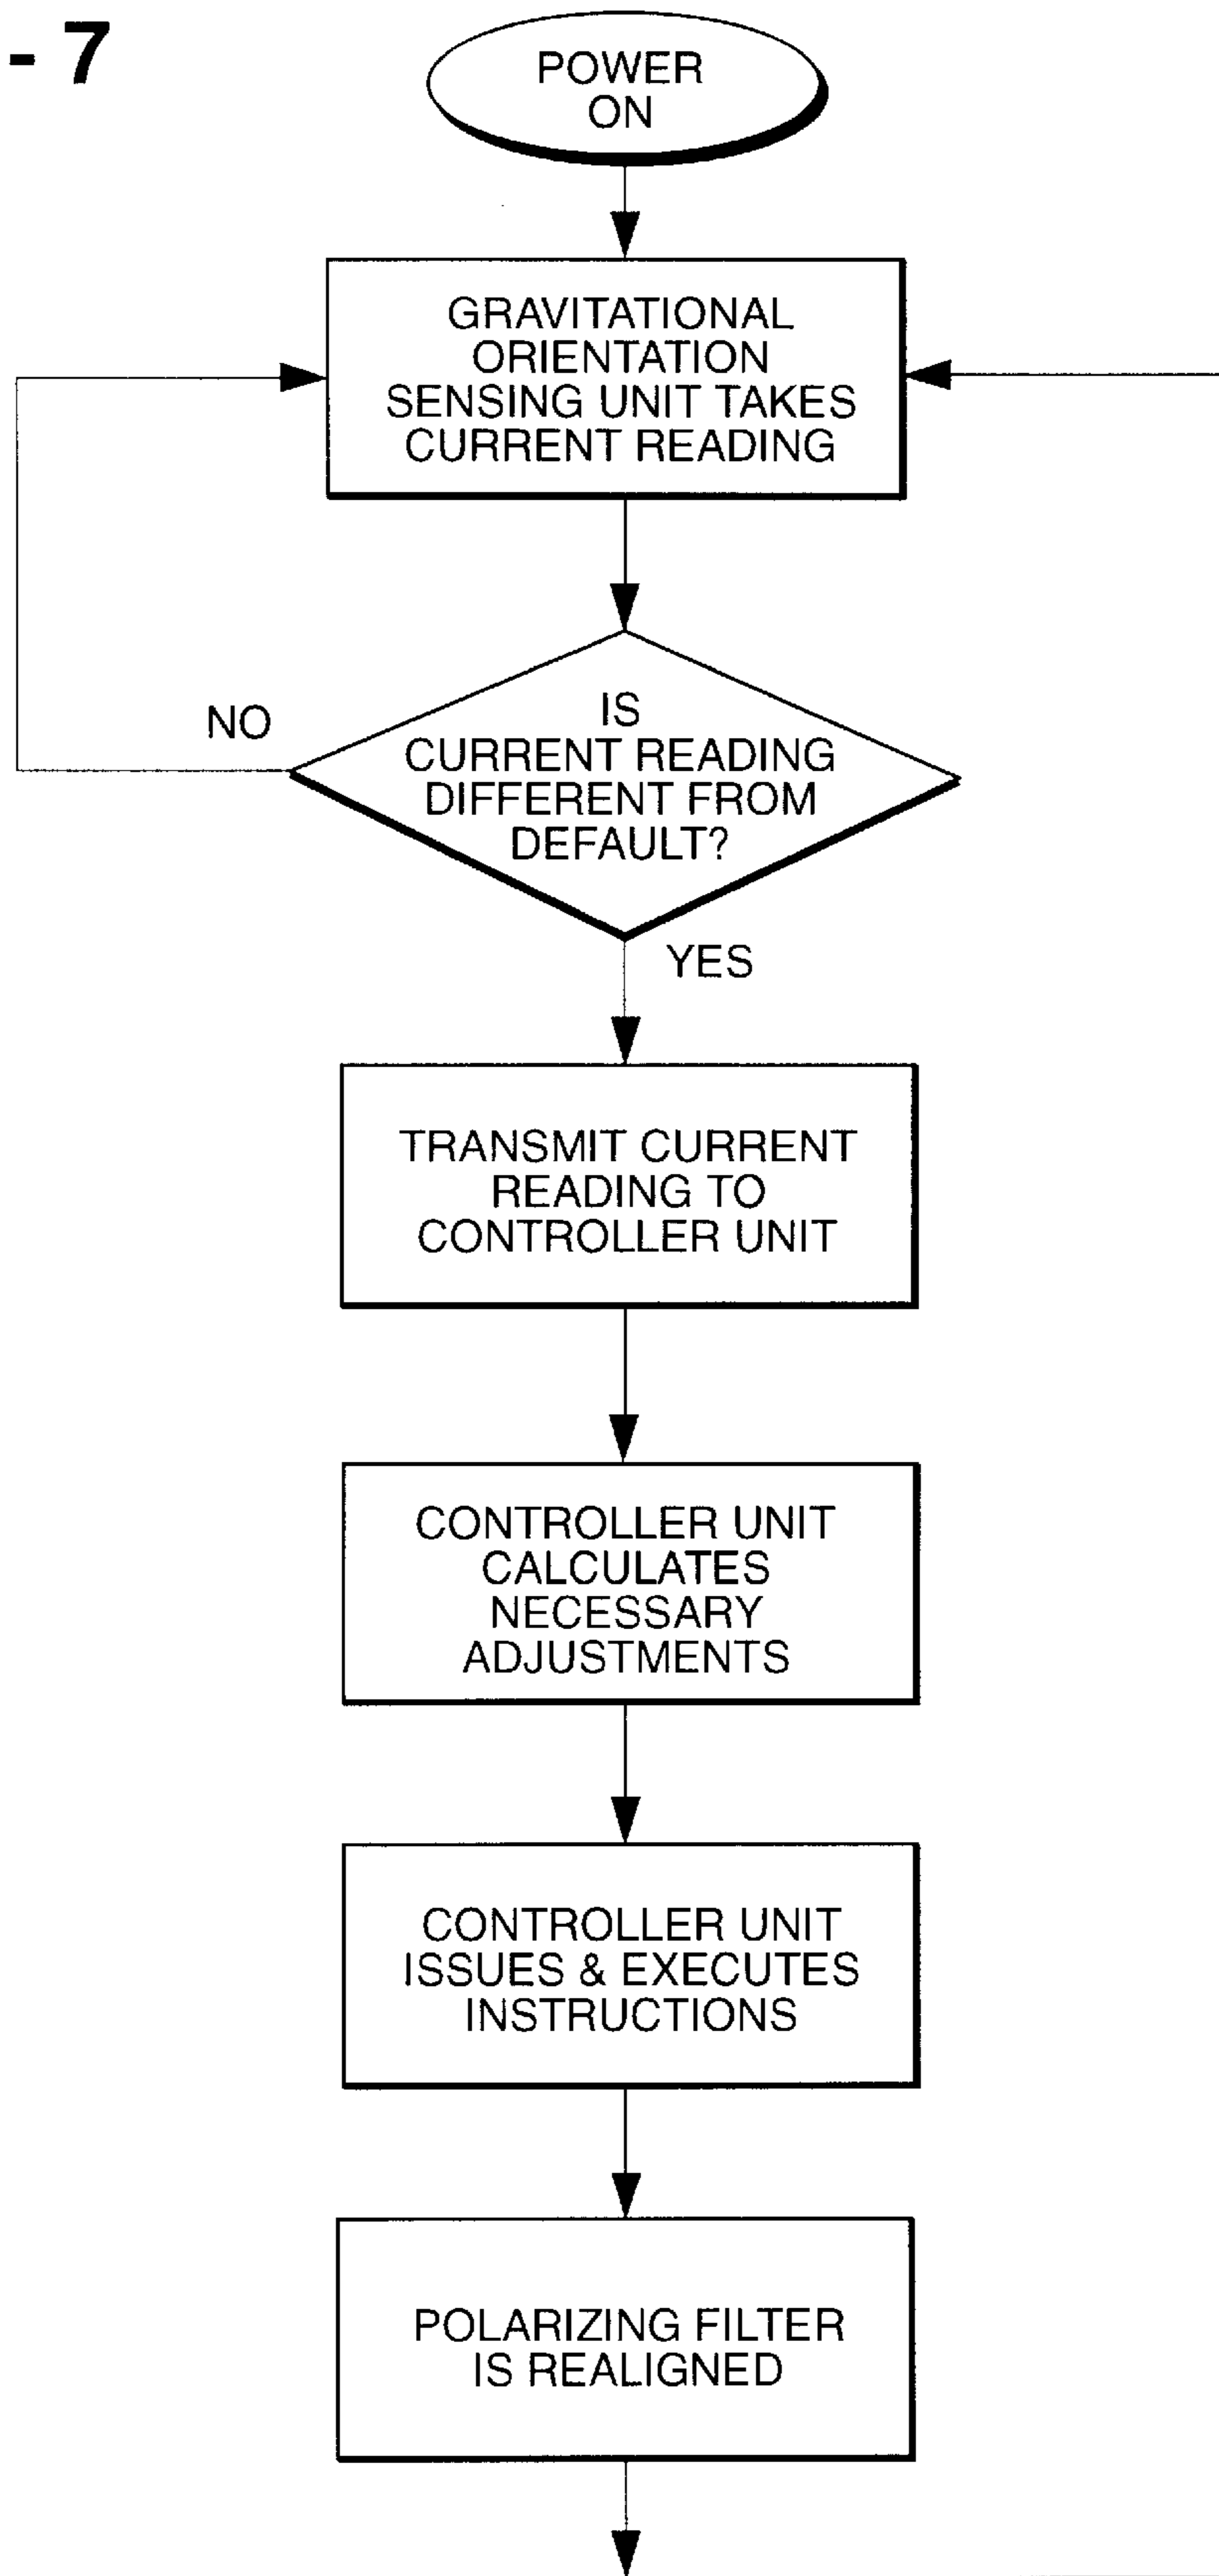 - 7
POWER
ON
GRAVITATIONAL
ORIENTATION
SENSING UNIT TAKES
CURRENT READING
NO
IS
CURRENT READING
DIFFERENT FROM
DEFAULT?
YES
TRANSMIT CURRENT
READING TO
CONTROLLER UNIT
CONTROLLER UNIT
CALCULATES
NECESSARY
ADJUSTMENTS
CONTROLLER UNIT
ISSUES & EXECUTES
INSTRUCTIONS
POLARIZING FILTER
IS REALIGNED